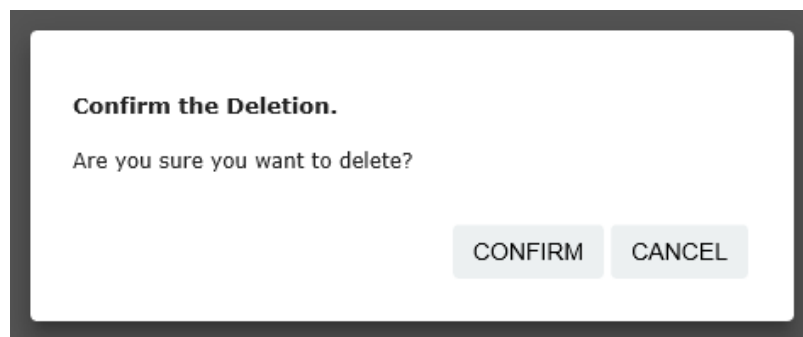 Confirm the Deletion.
Are you sure you want to delete?
CONFIRM CANCEL